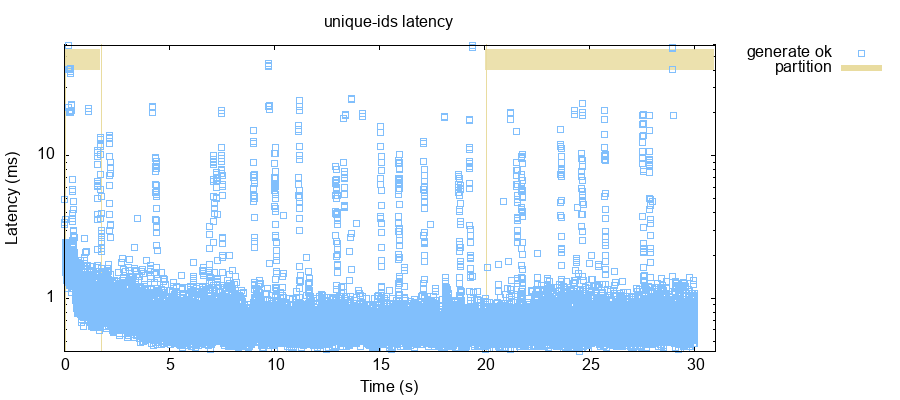 unique-ids latency
generate ok
partition
10
1
Latency (ms)
0 5 10 15 20 25 30
Time (s)